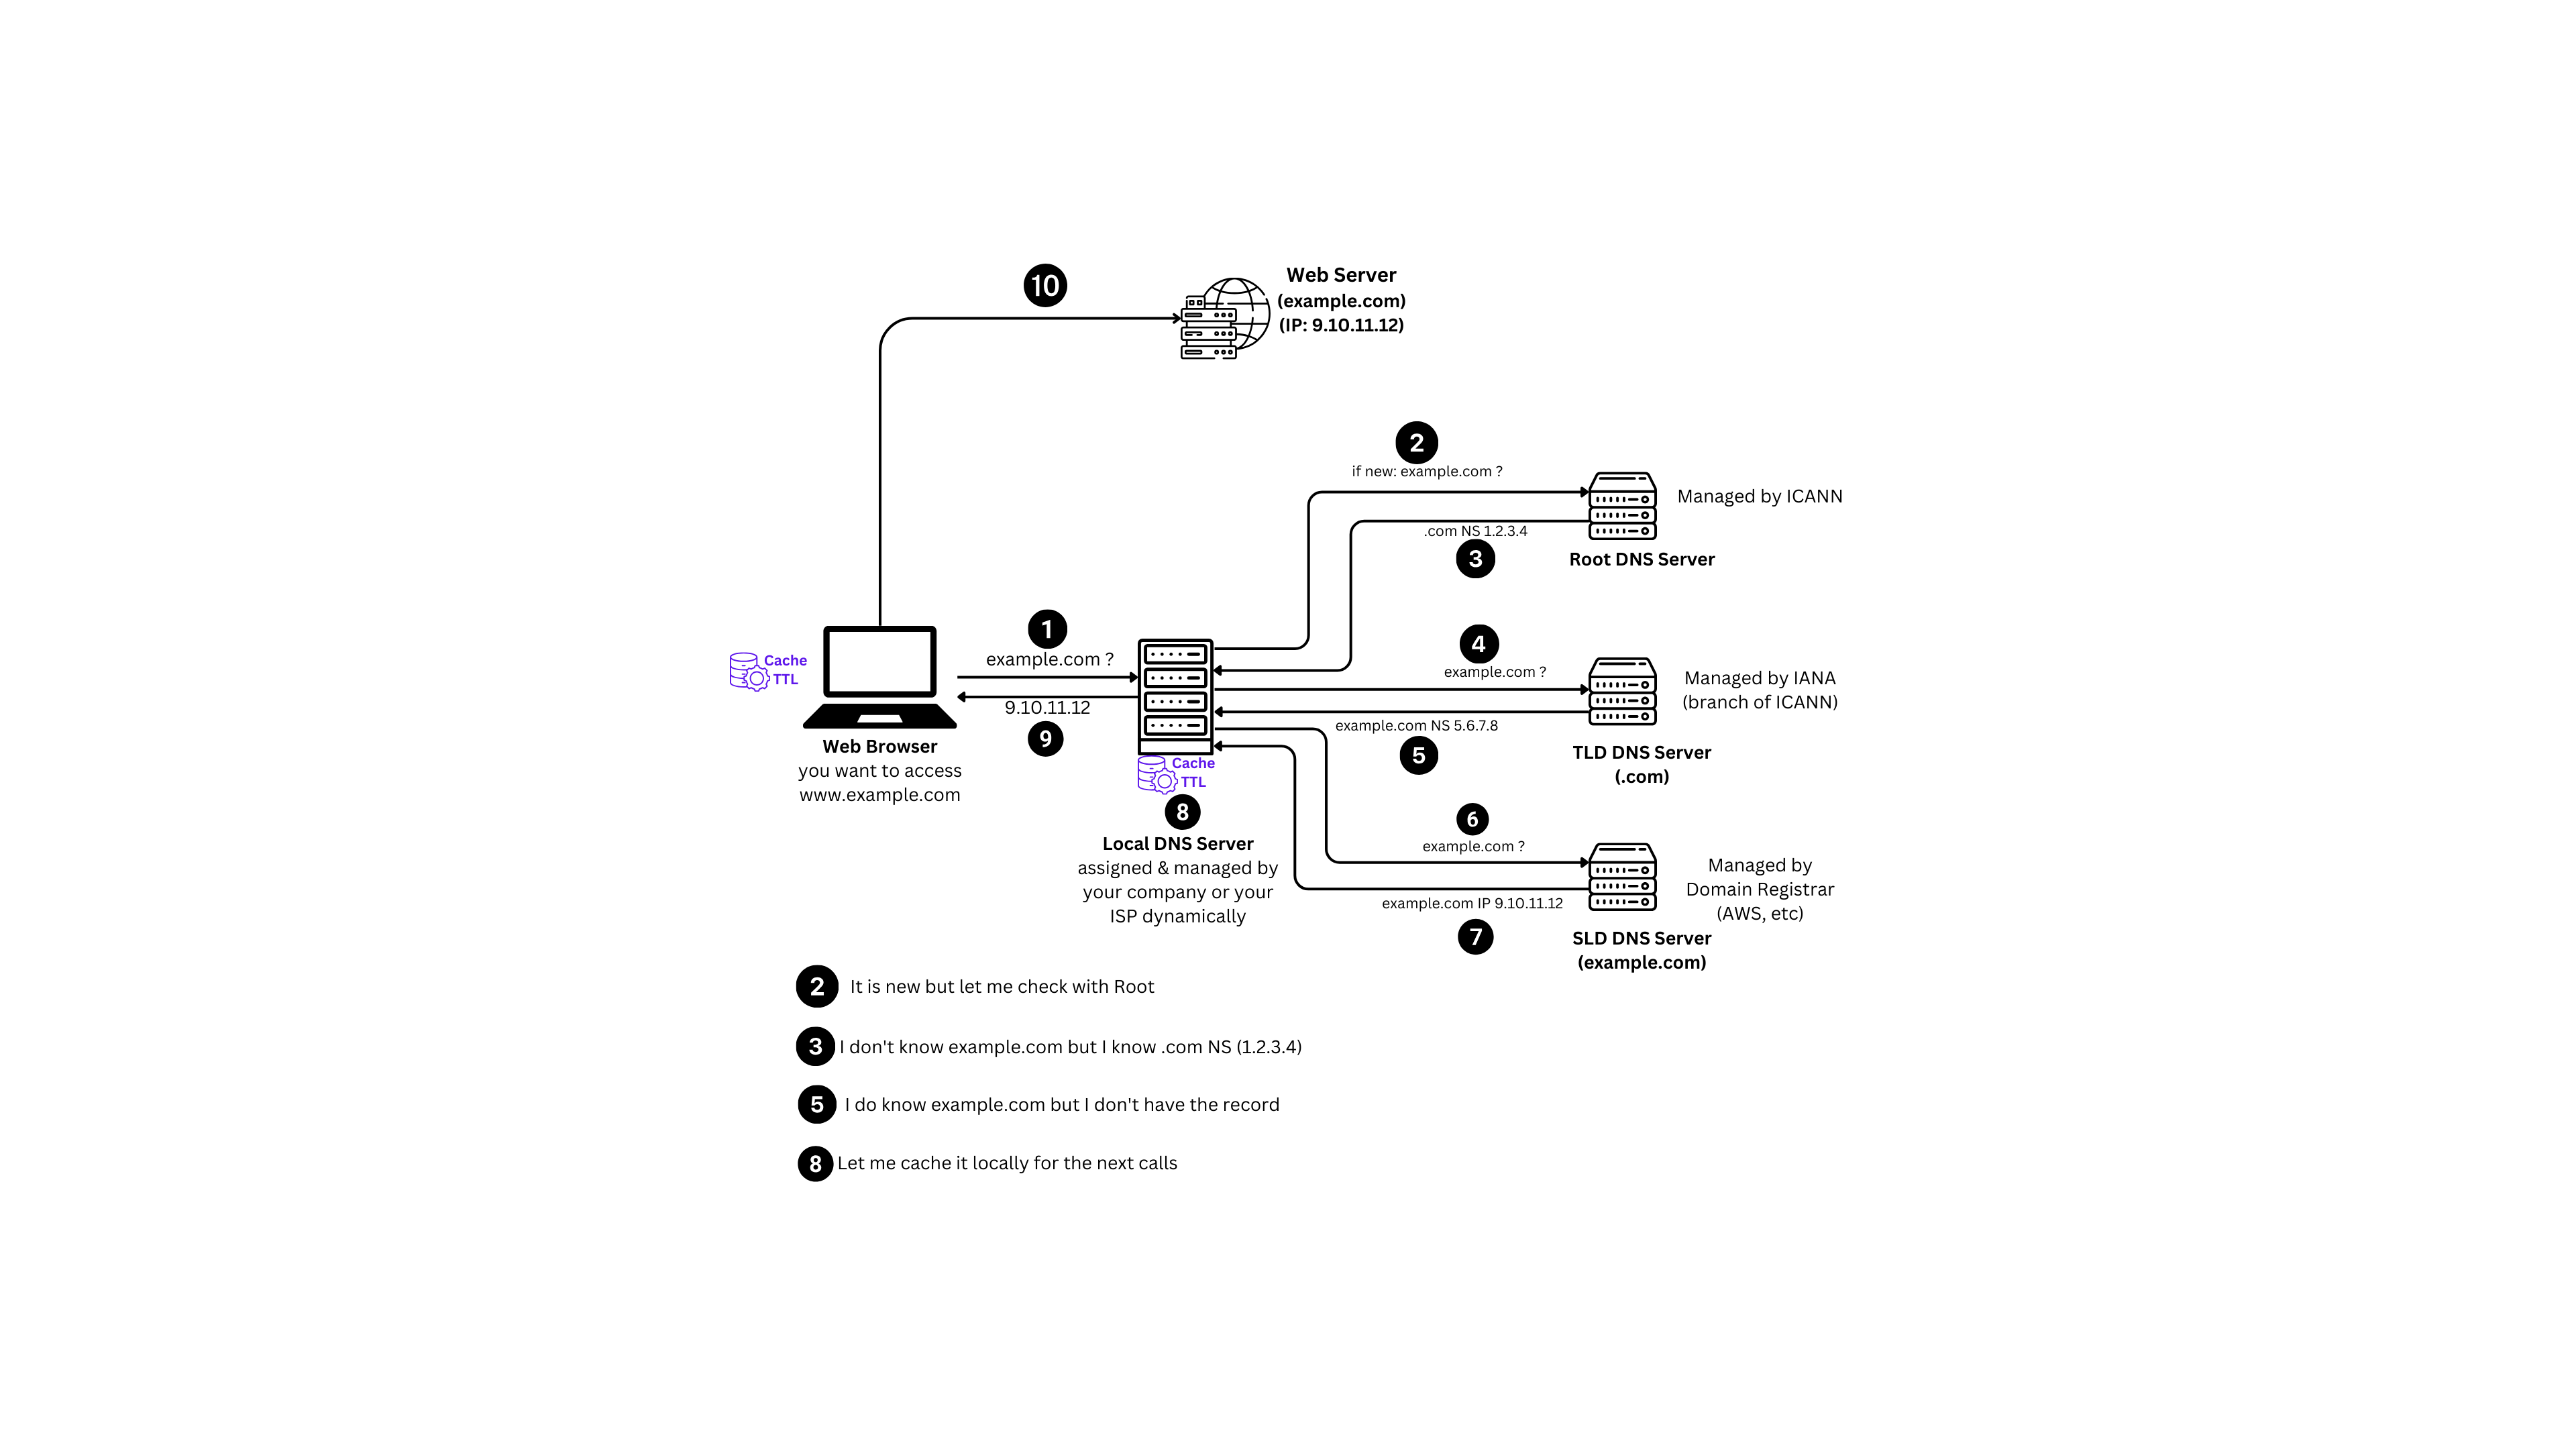 10
Web Server
(example.com)
(IP: 9.10.11.12)
2
if new: example.com ?
Managed by ICANN
.com NS 1.2.3.4
3
Root DNS Server
1
example.com ?
4
example.com ?
Cache
TTL
Managed by IANA
(branch of ICANN)
9.10.11.12
9
example.com NS 5.6.7.8
5
TLD DNS Server
(.com)
Web Browser
you want to access
www.example.com
Cache
TTL
8
Local DNS Server
assigned & managed by
your company or your
ISP dynamically
6
example.com ?
Managed by
Domain Registrar
(AWS, etc)
example.com IP 9.10.11.12
7
SLD DNS Server
(example.com)
2 It is new but let me check with Root
3 I don't know example.com but I know .com NS (1.2.3.4)
5 I do know example.com but I don't have the record
8 Let me cache it locally for the next calls